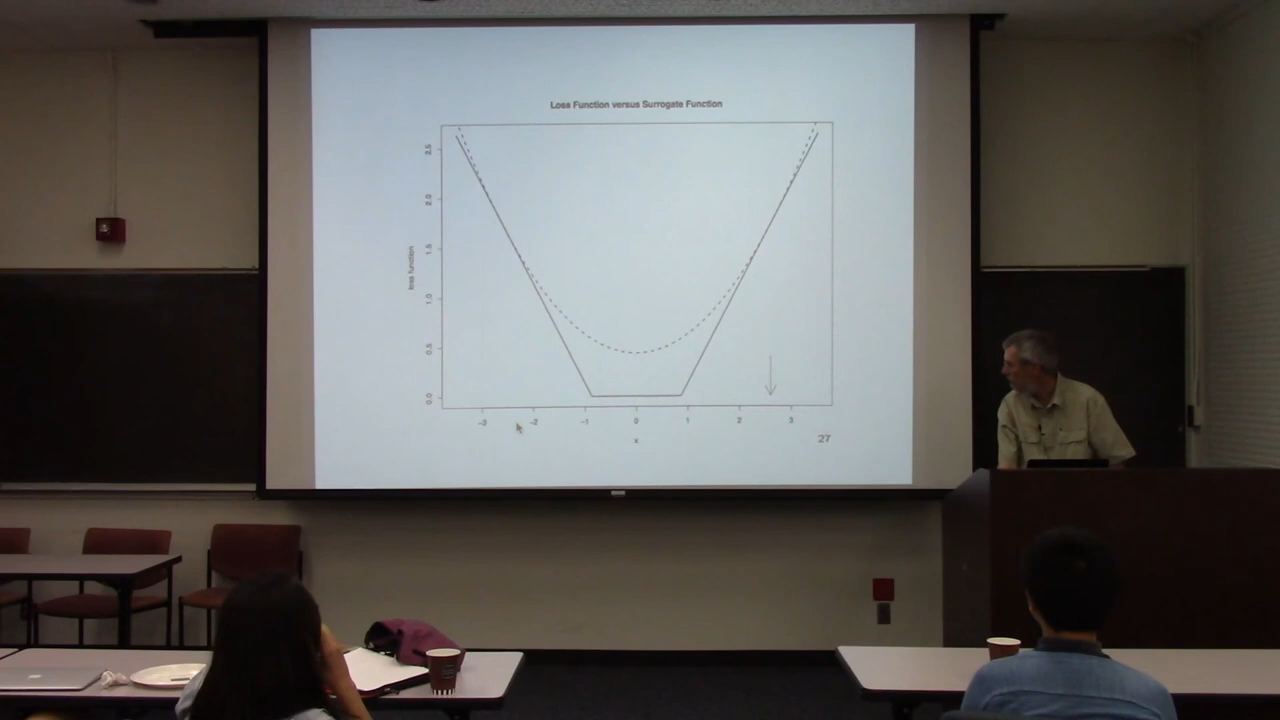 Loss Function versus Surrogate Function
2.5
2.0
1.5
1.0
0.5
0.0
loss function
-3 -2 -1 0 1 2 3
x
27